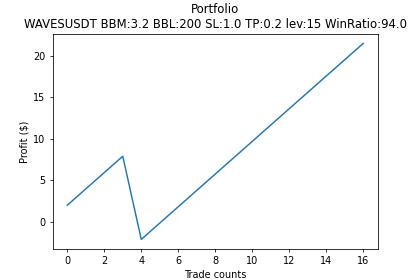 Portfolio
WAVESUSDT BBM:3.2 BBL:200 SL:1.0 TP:0.2 lev:15 WinRatio:94.0
20
15
10
5
0
Profit ($)
0 2 4 6 8 10 12 14 16
Trade counts